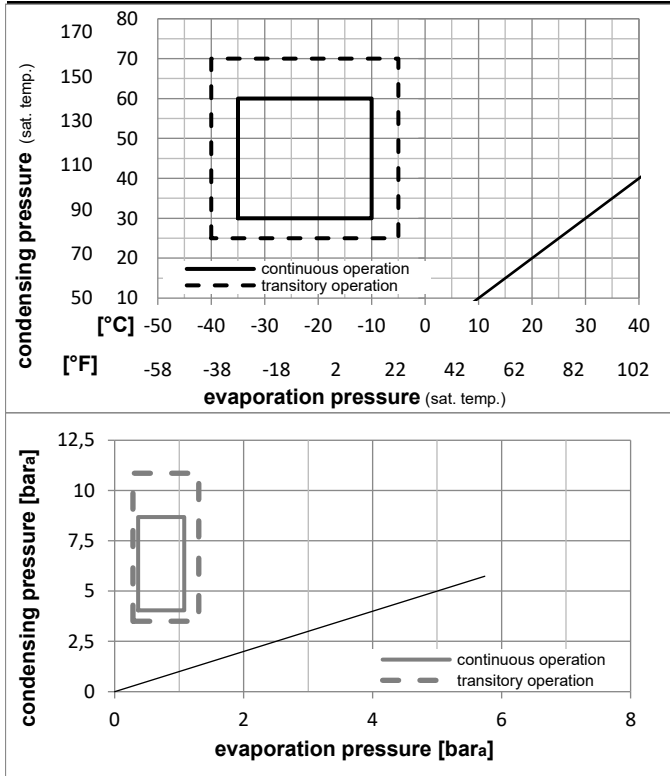 condensing pressure (sat. temp.)
170 80
150 70
60
130
50
110 40
90 30
70 20
50 10
continuous operation
transitory operation
[°C] -50 -40 -30 -20 -10 0 10 20 30 40
[°F] -58 -38 -18 2 22 42 62 82 102
evaporation pressure (sat. temp.)
condensing pressure [bara]
12,5
10
7,5
5
2,5
0
continuous operation
transitory operation
0 2 4 6 8
evaporation pressure [bara]